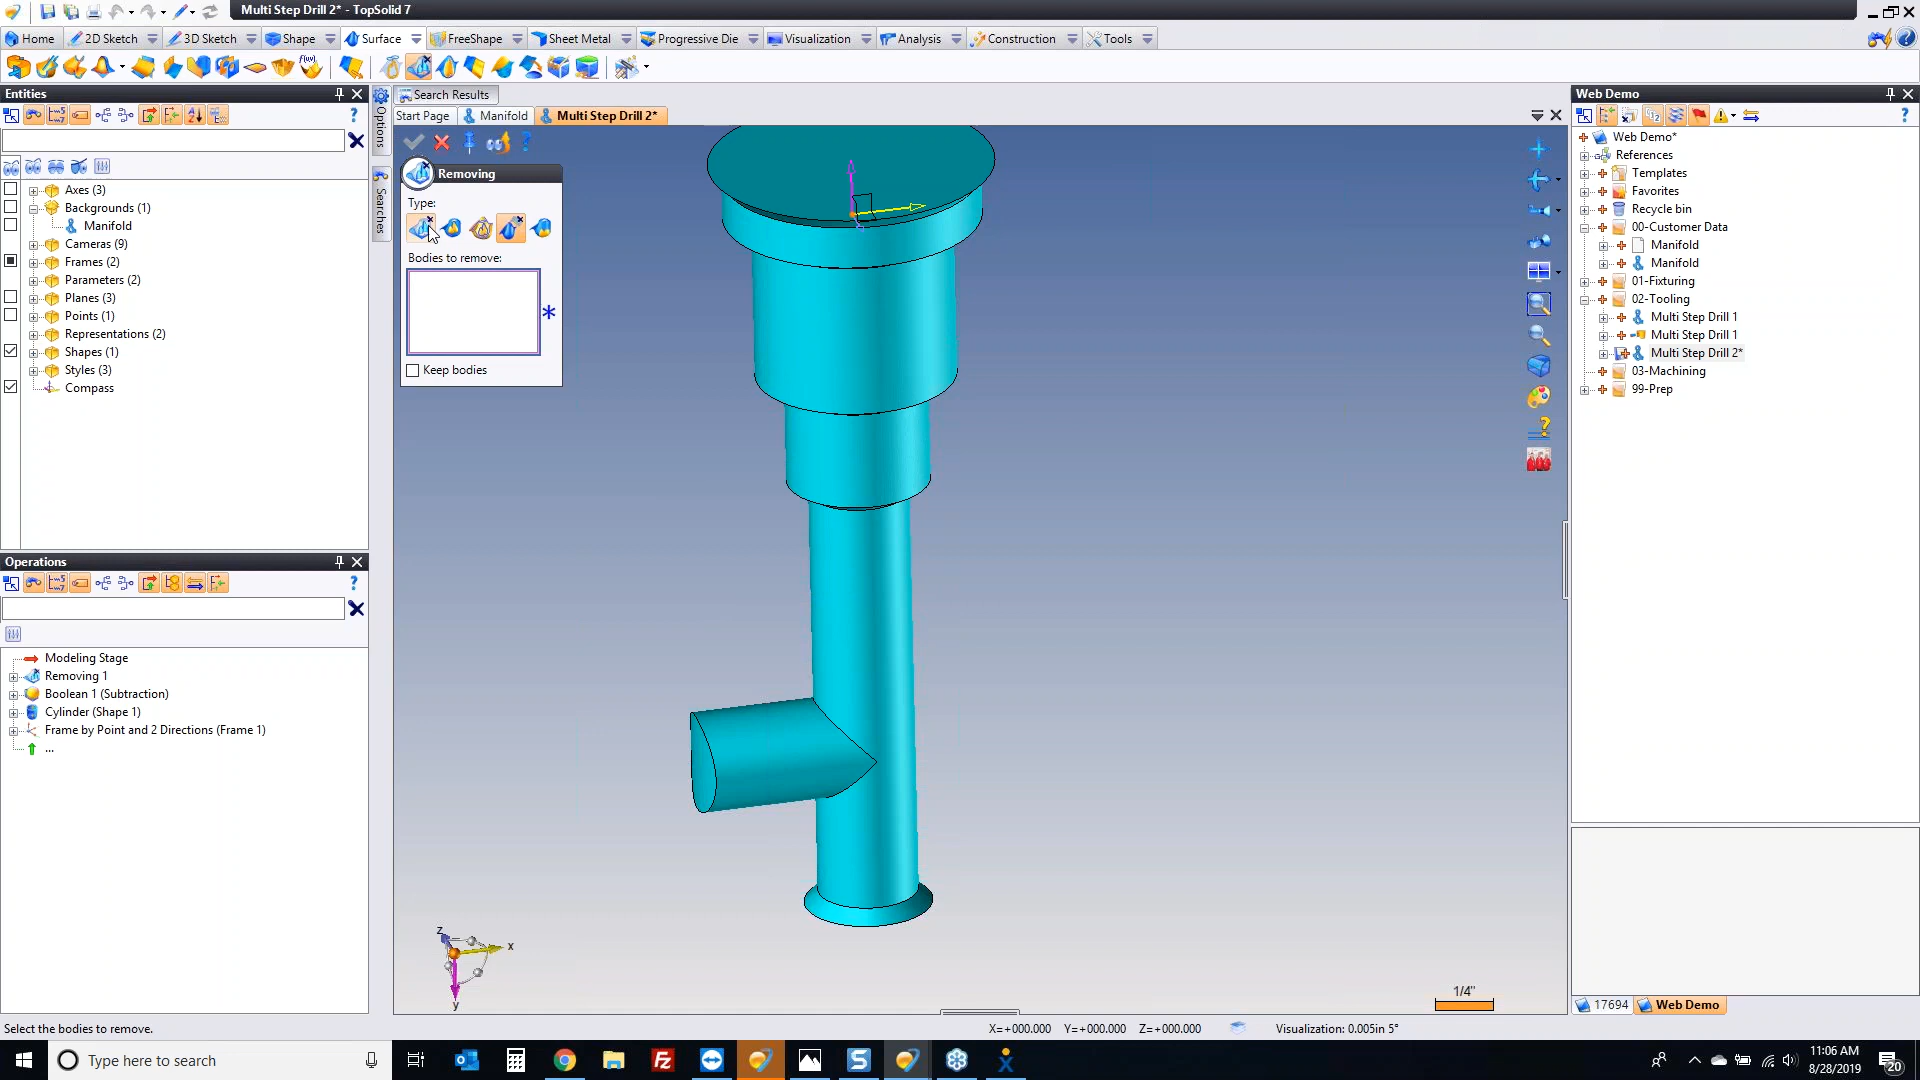 Multi Step Drill 2* - TopSolid 7
Home 2D Sketch 3D Sketch Shape Surface FreeShape Sheet Metal Progressive Die Visualization Analysis Construction Tools
Entities
Axes (3)
Backgrounds (1)
Manifold
Cameras (9)
Frames (2)
Parameters (2)
Planes (3)
Points (1)
Representations (2)
Shapes (1)
Styles (3)
Compass
Operations
Modeling Stage
Removing 1
Boolean 1 (Subtraction)
Cylinder (Shape 1)
Frame by Point and 2 Directions (Frame 1)
...
Options
Searches
Search Results
Start Page Manifold Multi Step Drill 2*
Removing
Type:
Bodies to remove:
*
Keep bodies
z
x
y
1/4"
Web Demo
Web Demo*
References
Templates
Favorites
Recycle bin
00-Customer Data
Manifold
Manifold
01-Fixturing
02-Tooling
Multi Step Drill 1
Multi Step Drill 1
Multi Step Drill 2*
03-Machining
99-Prep
17694 Web Demo
Select the bodies to remove.
X=+000.000 Y=+000.000 Z=+000.000 Visualization: 0.005in 5°
Type here to search
11:06 AM
8/28/2019
20